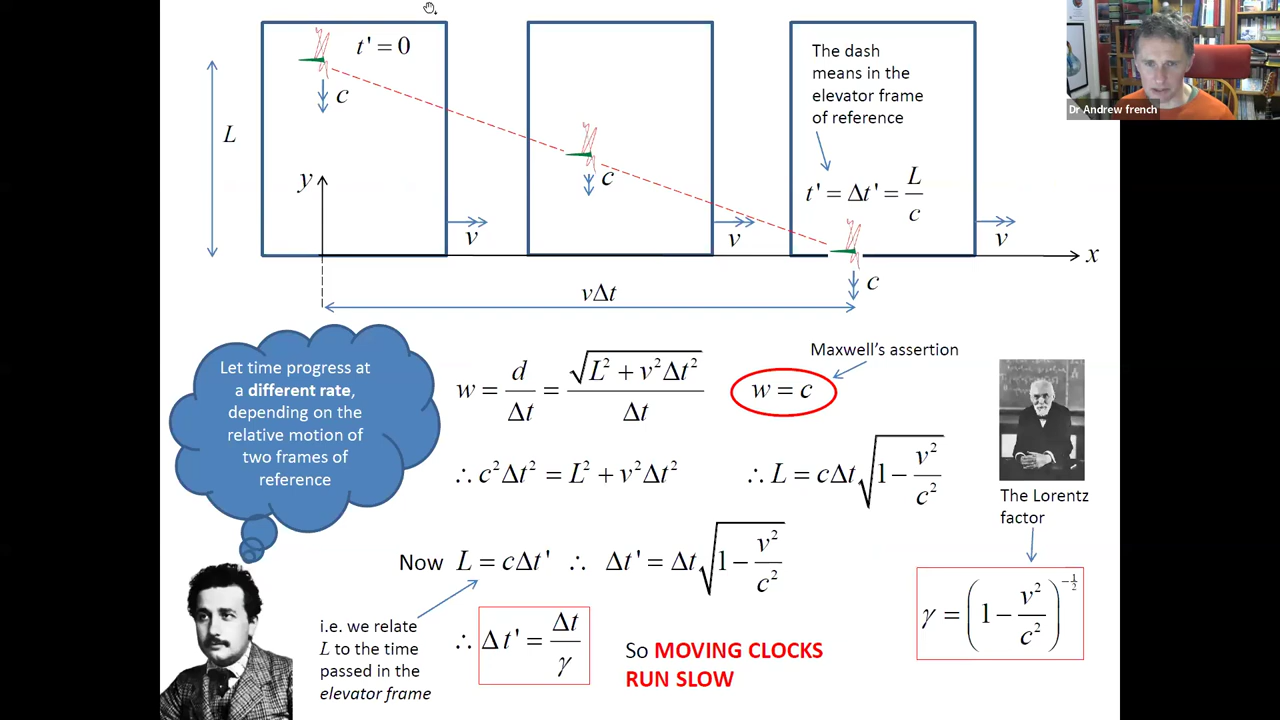 t' = 0
c
L
y
v
c
v
The dash
means in the
elevator frame
of reference
t' = Δt' = L/c
v
c
x
vΔt
Dr Andrew french
Let time progress at
a different rate,
depending on the
relative motion of
two frames of
reference
w = d/Δt = √(L² + v²Δt²)/Δt
w = c
Maxwell's assertion
∴ c²Δt² = L² + v²Δt²
∴ L = cΔt√(1 − v²/c²)
The Lorentz
factor
Now L = cΔt' ∴ Δt' = Δt√(1 − v²/c²)
γ = (1 − v²/c²)^(−1/2)
i.e. we relate
L to the time
passed in the
elevator frame
∴ Δt' = Δt/γ
So MOVING CLOCKS
RUN SLOW